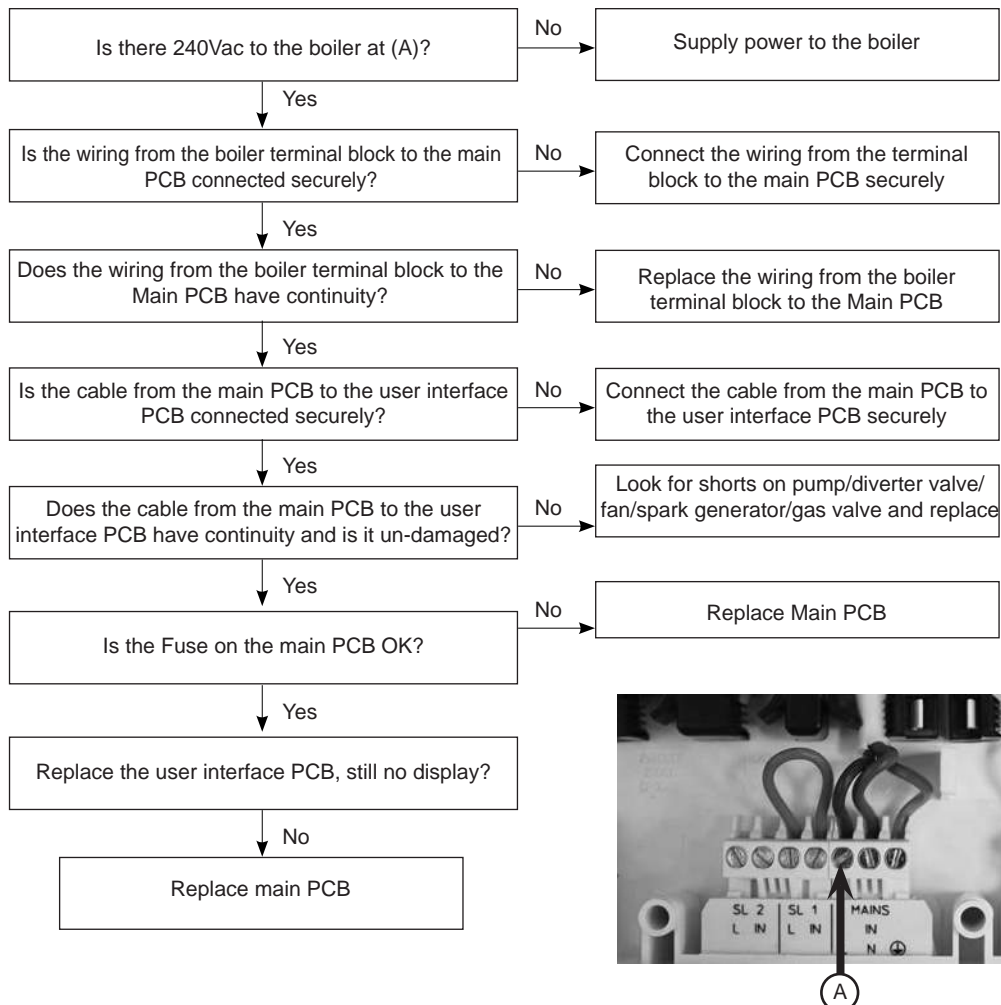 Is there 240Vac to the boiler at (A)?
No
Supply power to the boiler
Yes
Is the wiring from the boiler terminal block to the main
PCB connected securely?
No
Connect the wiring from the terminal
block to the main PCB securely
Yes
Does the wiring from the boiler terminal block to the
Main PCB have continuity?
No
Replace the wiring from the boiler
terminal block to the Main PCB
Yes
Is the cable from the main PCB to the user interface
PCB connected securely?
No
Connect the cable from the main PCB to
the user interface PCB securely
Yes
Does the cable from the main PCB to the user
interface PCB have continuity and is it un-damaged?
No
Look for shorts on pump/diverter valve/
fan/spark generator/gas valve and replace
Yes
Is the Fuse on the main PCB OK?
No
Replace Main PCB
Yes
Replace the user interface PCB, still no display?
No
Replace main PCB
SL 2
L IN
SL 1
L IN
MAINS
IN
N
A